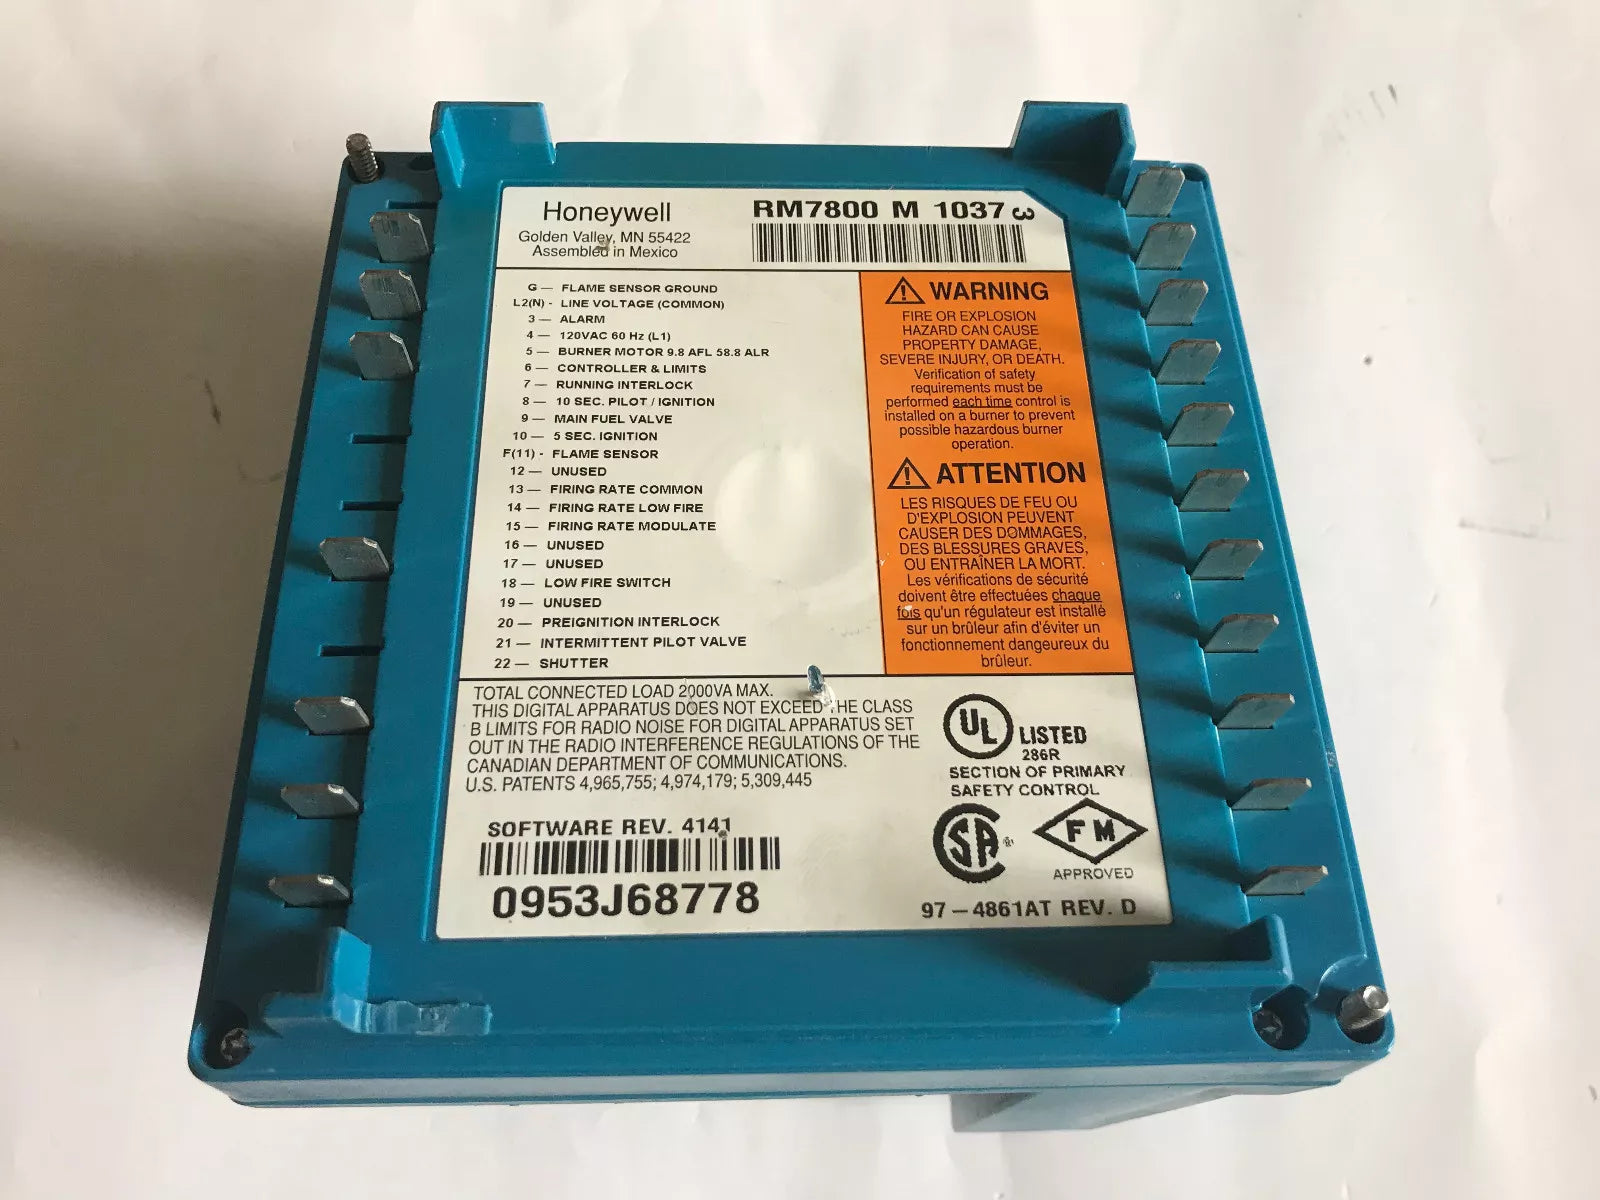 Honeywell
Golden Valley, MN 55422
Assembled in Mexico
RM7800 M 1037 3
G — FLAME SENSOR GROUND
L2(N) - LINE VOLTAGE (COMMON)
3 — ALARM
4 — 120VAC 60 Hz (L1)
5 — BURNER MOTOR 9.8 AFL 58.8 ALR
6 — CONTROLLER & LIMITS
7 — RUNNING INTERLOCK
8 — 10 SEC. PILOT / IGNITION
9 — MAIN FUEL VALVE
10 — 5 SEC. IGNITION
F(11) - FLAME SENSOR
12 — UNUSED
13 — FIRING RATE COMMON
14 — FIRING RATE LOW FIRE
15 — FIRING RATE MODULATE
16 — UNUSED
17 — UNUSED
18 — LOW FIRE SWITCH
19 — UNUSED
20 — PREIGNITION INTERLOCK
21 — INTERMITTENT PILOT VALVE
22 — SHUTTER
WARNING
FIRE OR EXPLOSION
HAZARD CAN CAUSE
PROPERTY DAMAGE,
SEVERE INJURY, OR DEATH.
Verification of safety
requirements must be
performed each time control is
installed on a burner to prevent
possible hazardous burner
operation.
ATTENTION
LES RISQUES DE FEU OU
D'EXPLOSION PEUVENT
CAUSER DES DOMMAGES,
DES BLESSURES GRAVES,
OU ENTRAÎNER LA MORT.
Les vérifications de sécurité
doivent être effectuées chaque
fois qu'un régulateur est installé
sur un brûleur afin d'éviter un
fonctionnement dangeureux du
brûleur.
TOTAL CONNECTED LOAD 2000VA MAX.
THIS DIGITAL APPARATUS DOES NOT EXCEED THE CLASS
B LIMITS FOR RADIO NOISE FOR DIGITAL APPARATUS SET
OUT IN THE RADIO INTERFERENCE REGULATIONS OF THE
CANADIAN DEPARTMENT OF COMMUNICATIONS.
U.S. PATENTS 4,965,755; 4,974,179; 5,309,445
SOFTWARE REV. 4141
0953J68778
UL LISTED
286R
SECTION OF PRIMARY
SAFETY CONTROL
SA
FM
APPROVED
97-4861AT REV. D